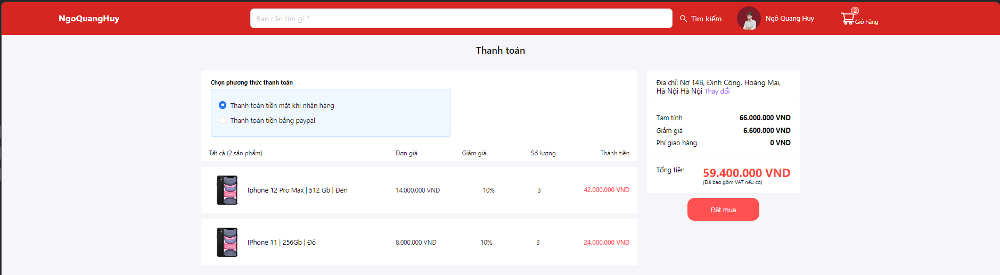 NgoQuangHuy
Bạn cần tìm gì ?
Tìm kiếm
Ngô Quang Huy
2
Giỏ hàng
Thanh toán
Chọn phương thức thanh toán
Thanh toán tiền mặt khi nhận hàng
Thanh toán tiền bằng paypal
Địa chỉ: Nơ 14B, Định Công, Hoàng Mai,
Hà Nội Hà Nội Thay đổi
Tạm tính 66.000.000 VND
Giảm giá 6.600.000 VND
Phí giao hàng 0 VND
Tổng tiền 59.400.000 VND
(Đã bao gồm VAT nếu có)
Đặt mua
Tất cả (2 sản phẩm) Đơn giá Giảm giá Số lượng Thành tiền
Iphone 12 Pro Max | 512 Gb | Đen 14.000.000 VND 10% 3 42.000.000 VND
IPhone 11 | 256Gb | Đỏ 8.000.000 VND 10% 3 24.000.000 VND